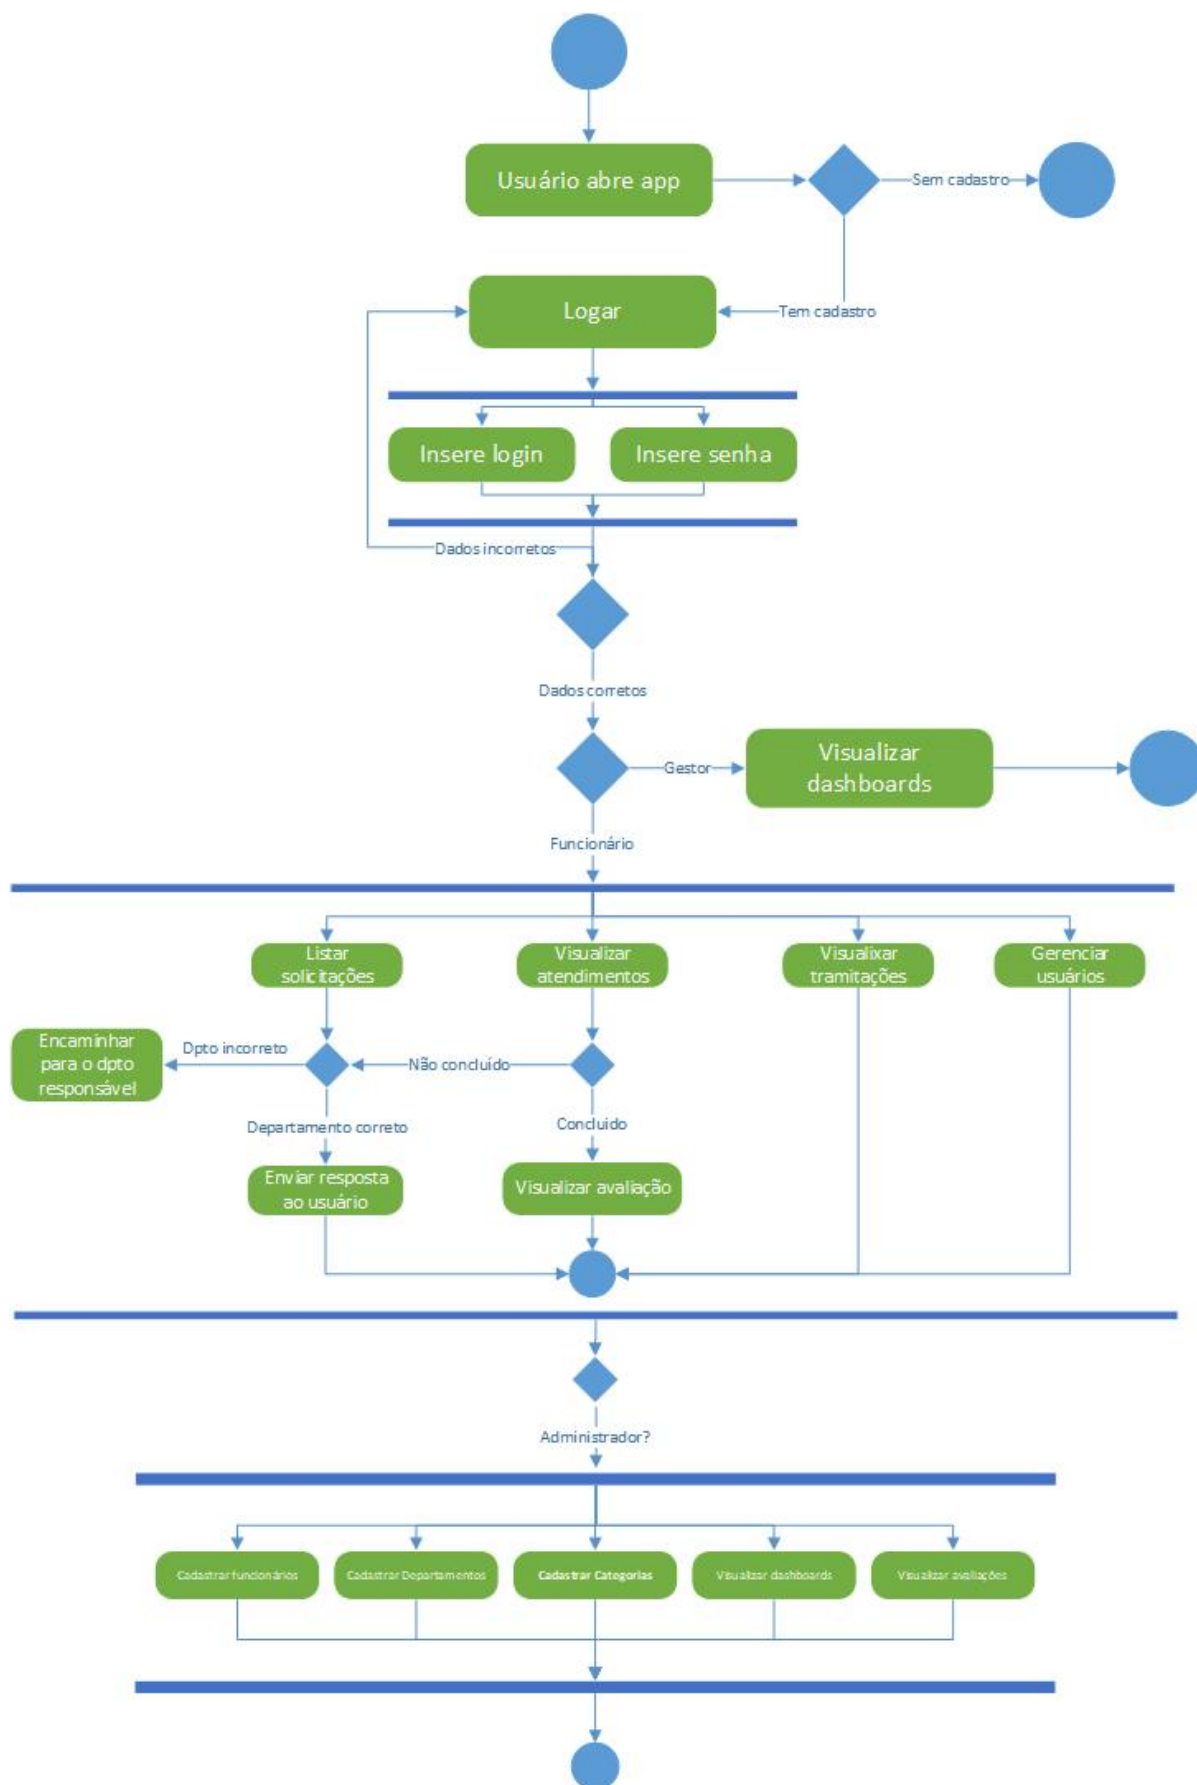 Usuário abre app
Sem cadastro
Logar
Tem cadastro
Insere login
Insere senha
Dados incorretos
Dados corretos
Gestor
Visualizar
dashboards
Funcionário
Listar
solicitações
Visualizar
atendimentos
Visualixar
tramitações
Gerenciar
usuários
Encaminhar
para o dpto
responsável
Dpto incorreto
Não concluído
Departamento correto
Concluido
Enviar resposta
ao usuário
Visualizar avaliação
Administrador?
Cadastrar funcionários
Cadastrar Departamentos
Cadastrar Categorias
Visualizar dashboards
Visualizar avaliações